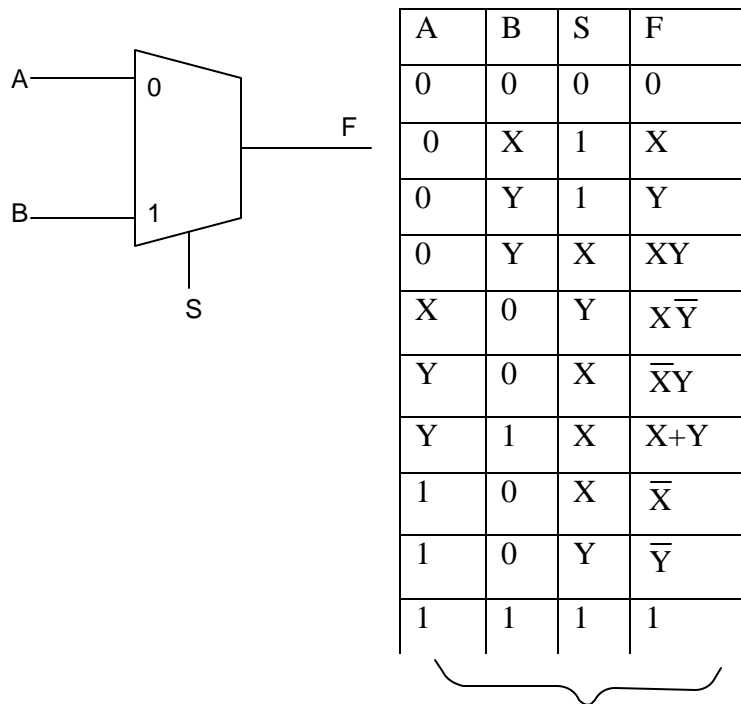 A
0
F
B
1
S
A B S F
0 0 0 0
0 X 1 X
0 Y 1 Y
0 Y X XY
X 0 Y XY̅
Y 0 X X̅Y
Y 1 X X+Y
1 0 X X̅
1 0 Y Y̅
1 1 1 1